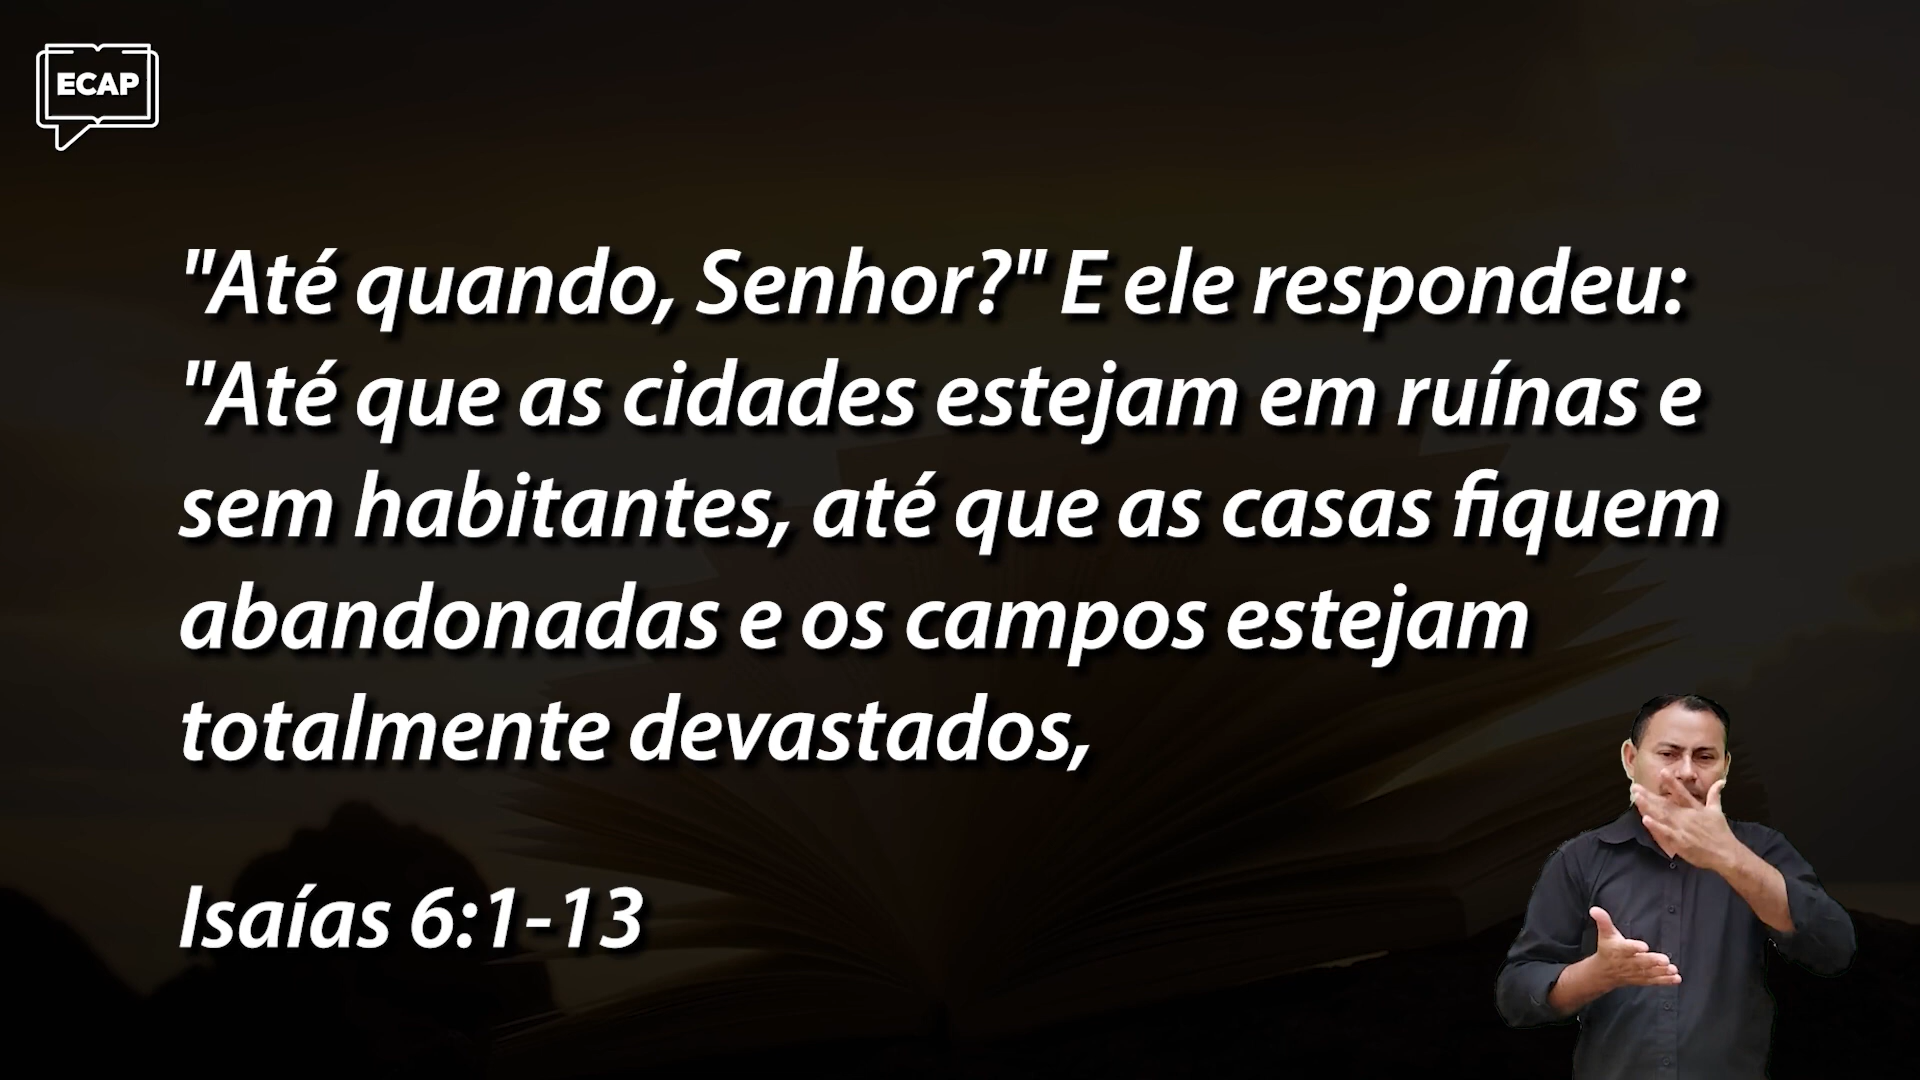 ECAP
"Até quando, Senhor?" E ele respondeu:
"Até que as cidades estejam em ruínas e
sem habitantes, até que as casas fiquem
abandonadas e os campos estejam
totalmente devastados,
Isaías 6:1-13